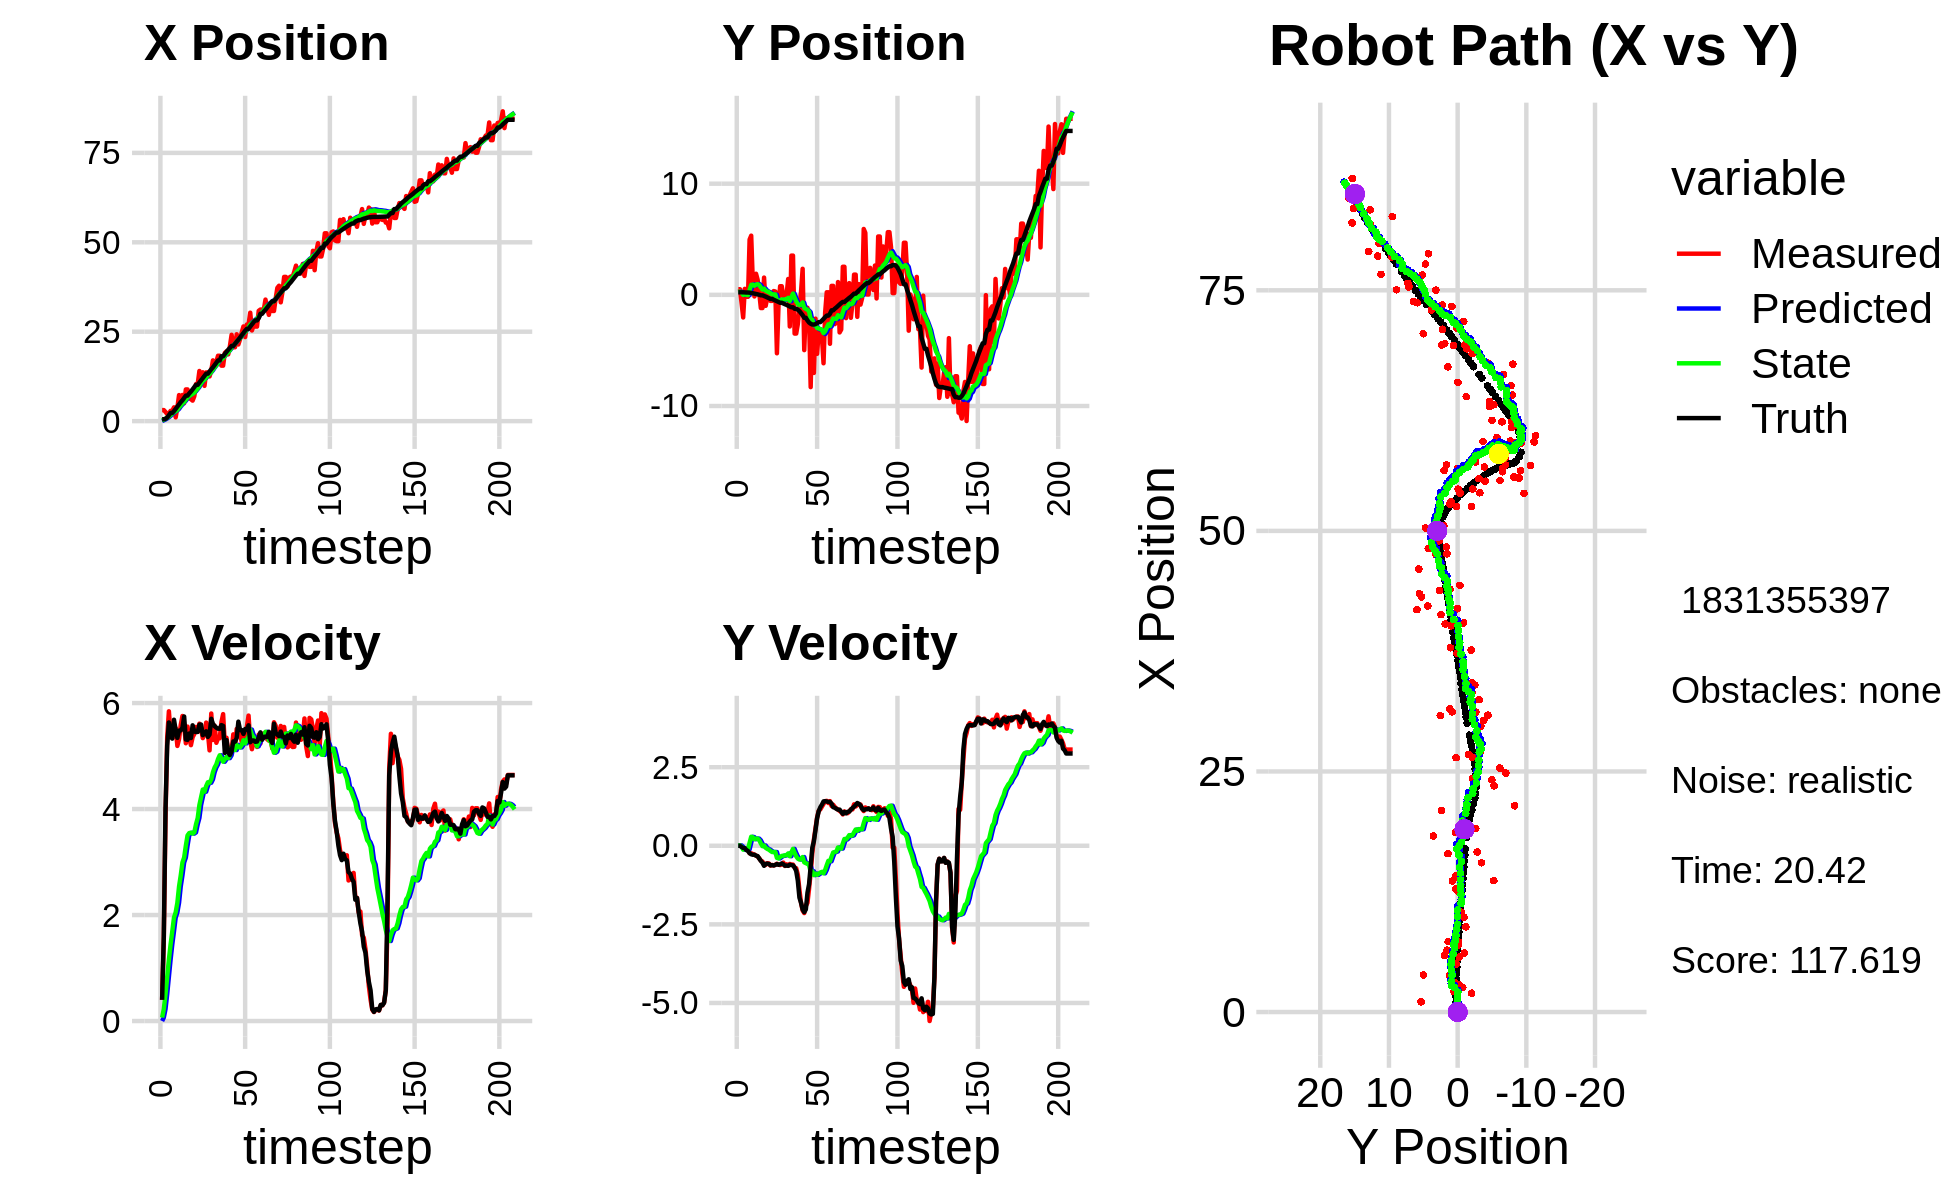 X Position
75
50
25
0
0
50
100
150
200
timestep
Y Position
10
0
-10
0
50
100
150
200
timestep
X Velocity
6
4
2
0
0
50
100
150
200
timestep
Y Velocity
2.5
0.0
-2.5
-5.0
0
50
100
150
200
timestep
Robot Path (X vs Y)
X Position
75
50
25
0
20 10 0 -10 -20
Y Position
variable
Measured
Predicted
State
Truth
1831355397
Obstacles: none
Noise: realistic
Time: 20.42
Score: 117.619